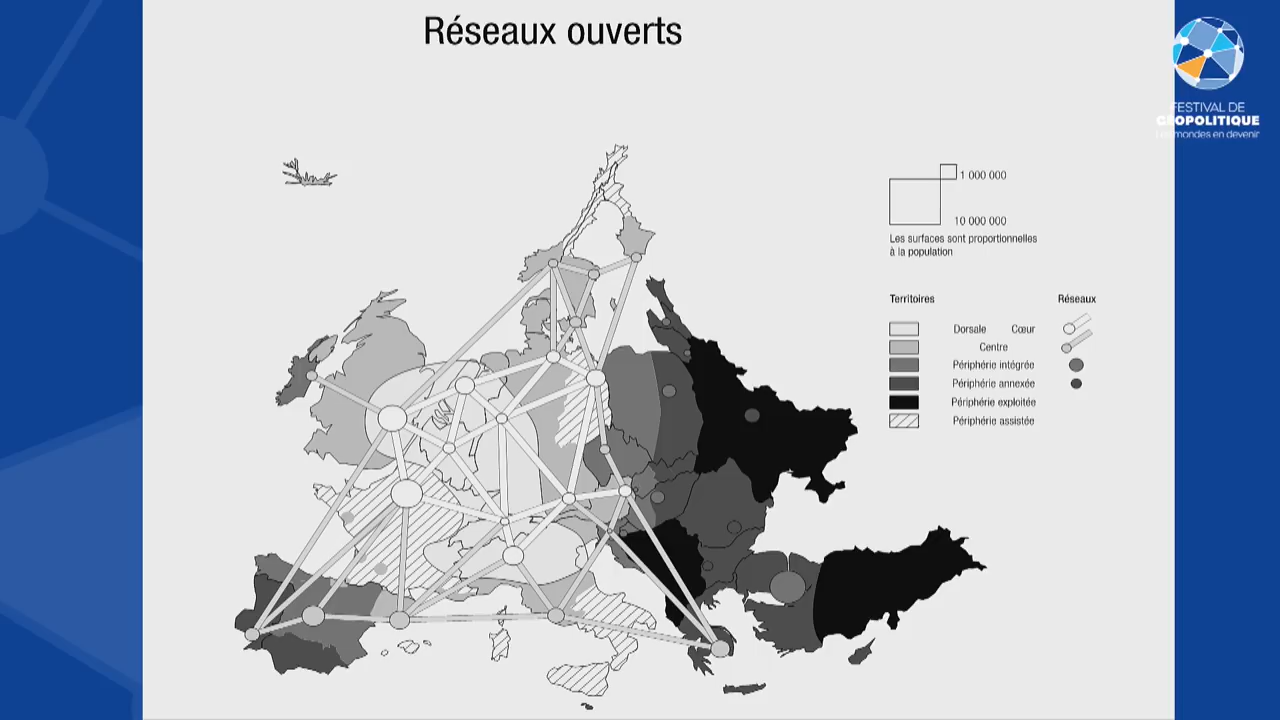 Réseaux ouverts
FESTIVAL DE
GÉOPOLITIQUE
Les mondes en devenir
1 000 000
10 000 000
Les surfaces sont proportionnelles
à la population
Territoires
Réseaux
Dorsale Cœur
Centre
Périphérie intégrée
Périphérie annexée
Périphérie exploitée
Périphérie assistée